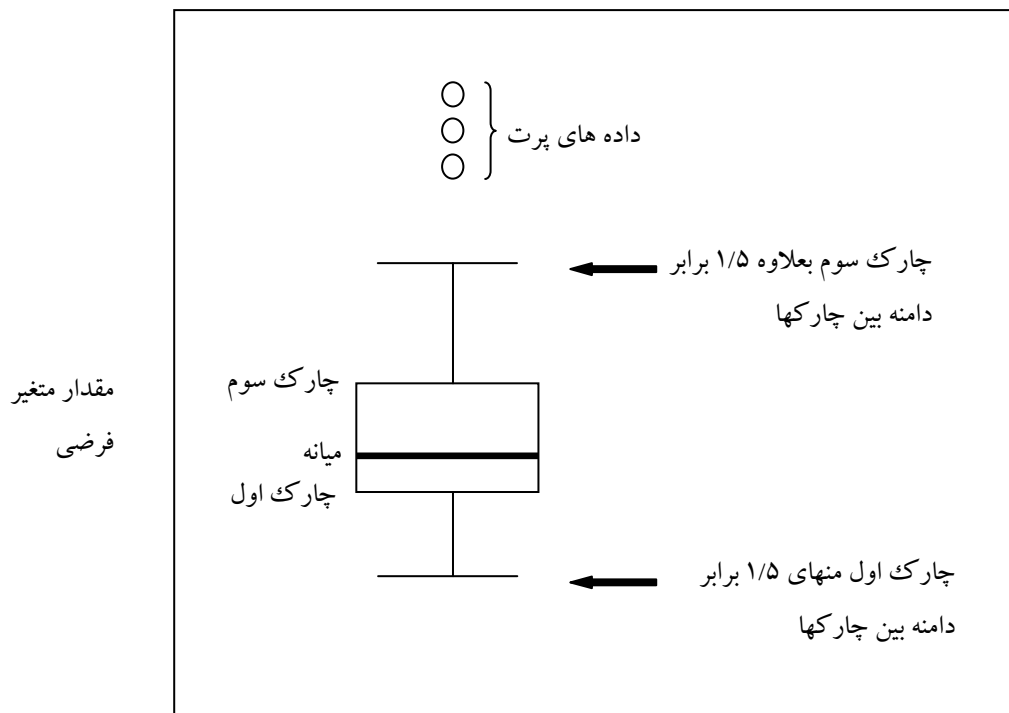 داده های پرت
چارک سوم بعلاوه ۱/۵ برابر
دامنه بین چارکها
چارک سوم
مقدار متغیر
فرضی
میانه
چارک اول
چارک اول منهای ۱/۵ برابر
دامنه بین چارکها